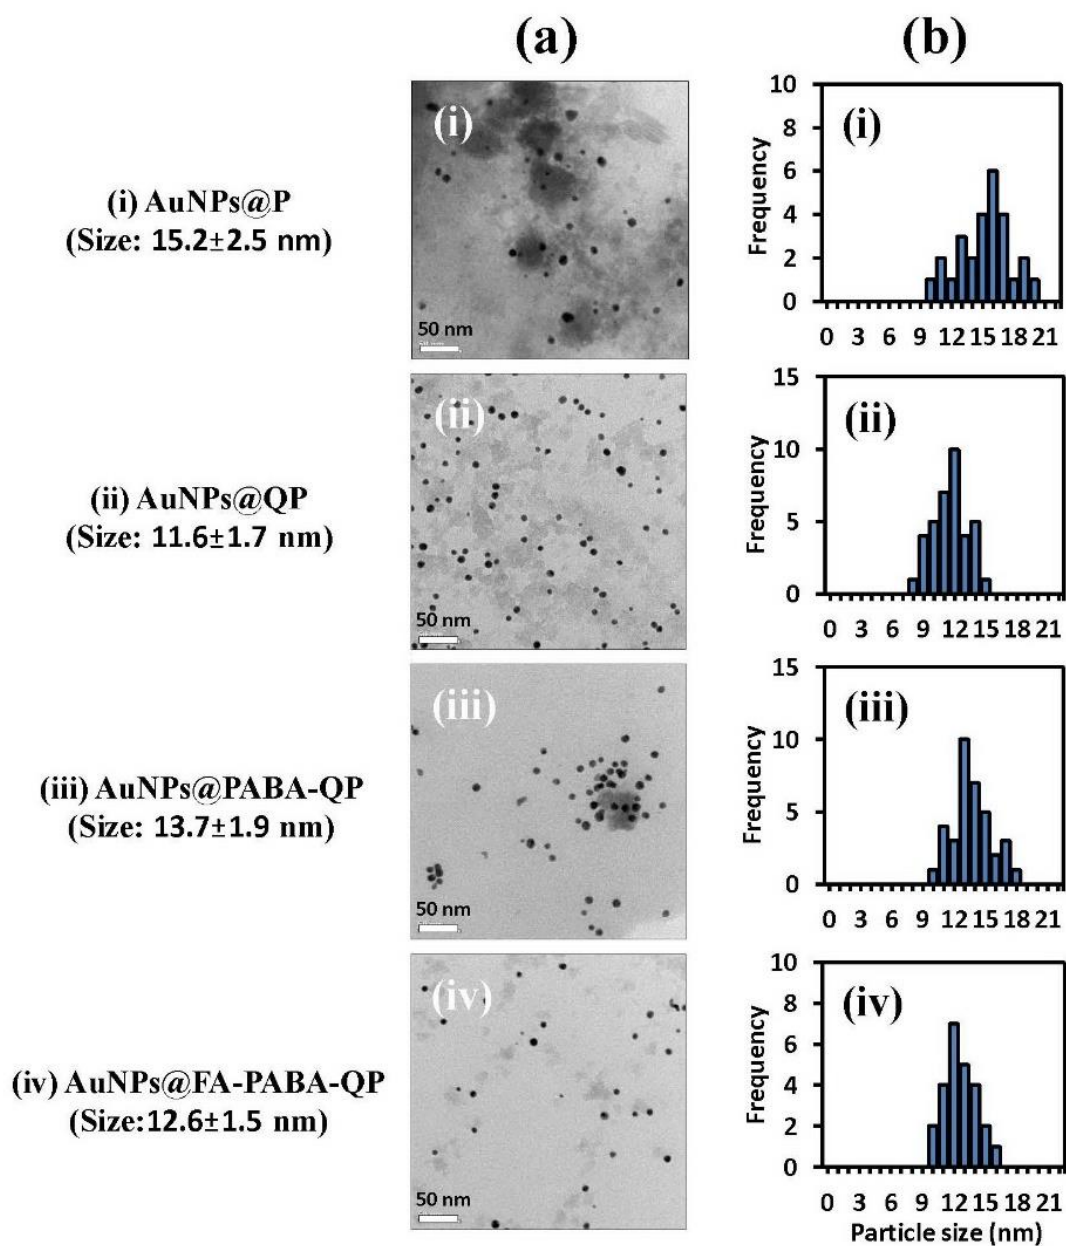 (a)
(b)
(i) AuNPs@P
(Size: 15.2±2.5 nm)
(i)
50 nm
Frequency
10
8
6
4
2
0
(i)
0 3 6 9 12 15 18 21
(ii) AuNPs@QP
(Size: 11.6±1.7 nm)
(ii)
50 nm
Frequency
15
10
5
0
(ii)
0 3 6 9 12 15 18 21
(iii) AuNPs@PABA-QP
(Size: 13.7±1.9 nm)
(iii)
50 nm
Frequency
15
10
5
0
(iii)
0 3 6 9 12 15 18 21
(iv) AuNPs@FA-PABA-QP
(Size:12.6±1.5 nm)
(iv)
50 nm
Frequency
10
8
6
4
2
0
(iv)
0 3 6 9 12 15 18 21
Particle size (nm)